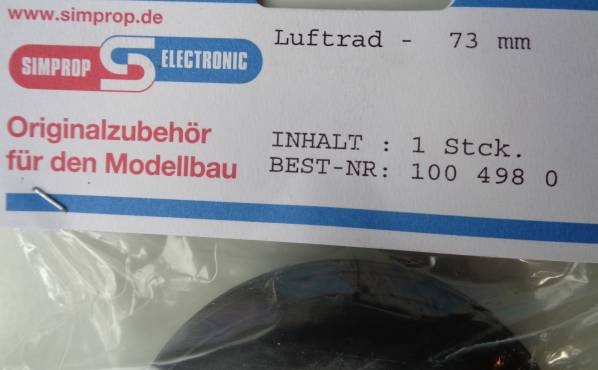 www.simprop.de
SIMPROP S ELECTRONIC
Luftrad - 73 mm
Originalzubehör
für den Modellbau
INHALT : 1 Stck.
BEST-NR: 100 498 0